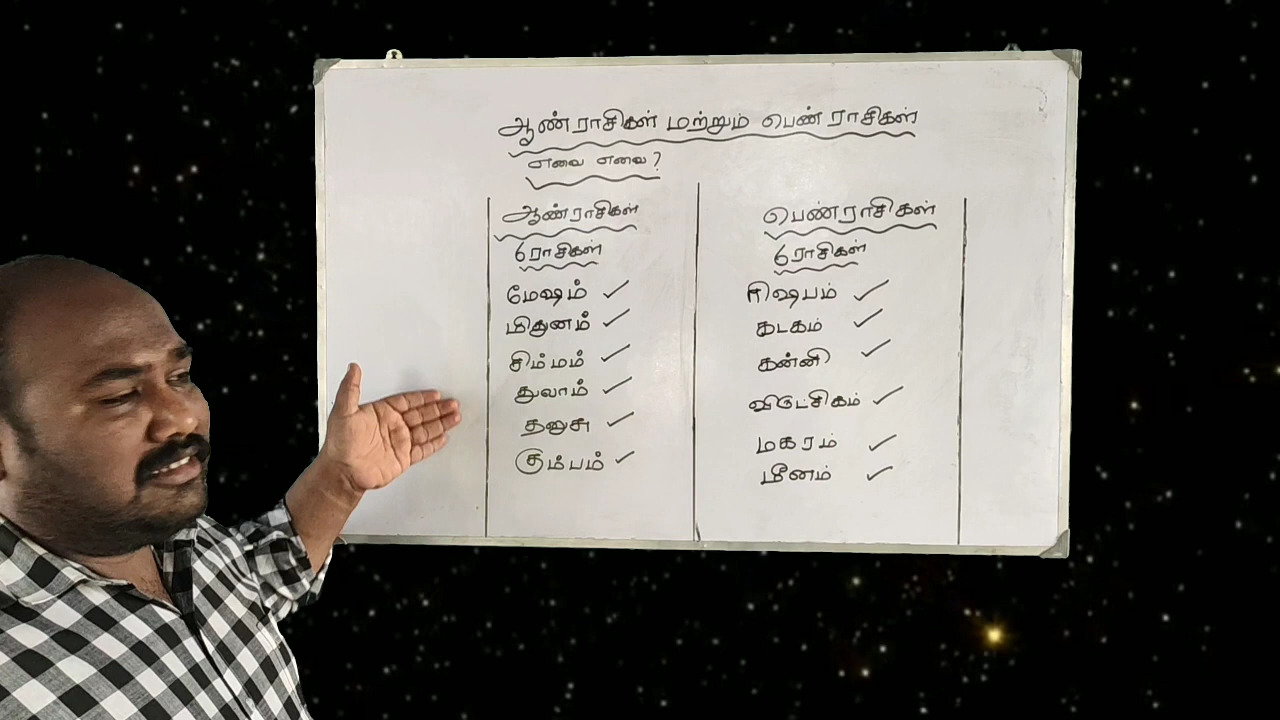 ஆண் ராசிகள் மற்றும் பெண் ராசிகள்
எவை எவை?
ஆண் ராசிகள்
6 ராசிகள்
மேஷம் ✓
மிதுனம் ✓
சிம்மம் ✓
துலாம் ✓
தனுசு ✓
கும்பம் ✓
பெண் ராசிகள்
6 ராசிகள்
ரிஷபம் ✓
கடகம் ✓
கன்னி ✓
விருட்சிகம் ✓
மகரம் ✓
மீனம் ✓